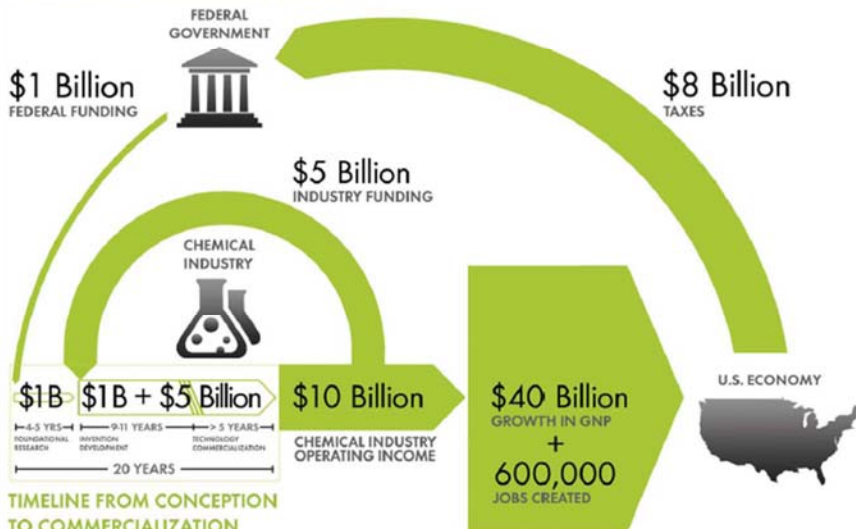 FEDERAL
GOVERNMENT
$1 Billion
FEDERAL FUNDING
$8 Billion
TAXES
$5 Billion
INDUSTRY FUNDING
CHEMICAL
INDUSTRY
$1B
$1B + $5 Billion
4-5 YRS
FOUNDATIONAL
RESEARCH
9-11 YEARS
INVENTION
DEVELOPMENT
> 5 YEARS
TECHNOLOGY
COMMERCIALIZATION
20 YEARS
TIMELINE FROM CONCEPTION
TO COMMERCIALIZATION
$10 Billion
CHEMICAL INDUSTRY
OPERATING INCOME
$40 Billion
GROWTH IN GNP
+
600,000
JOBS CREATED
U.S. ECONOMY